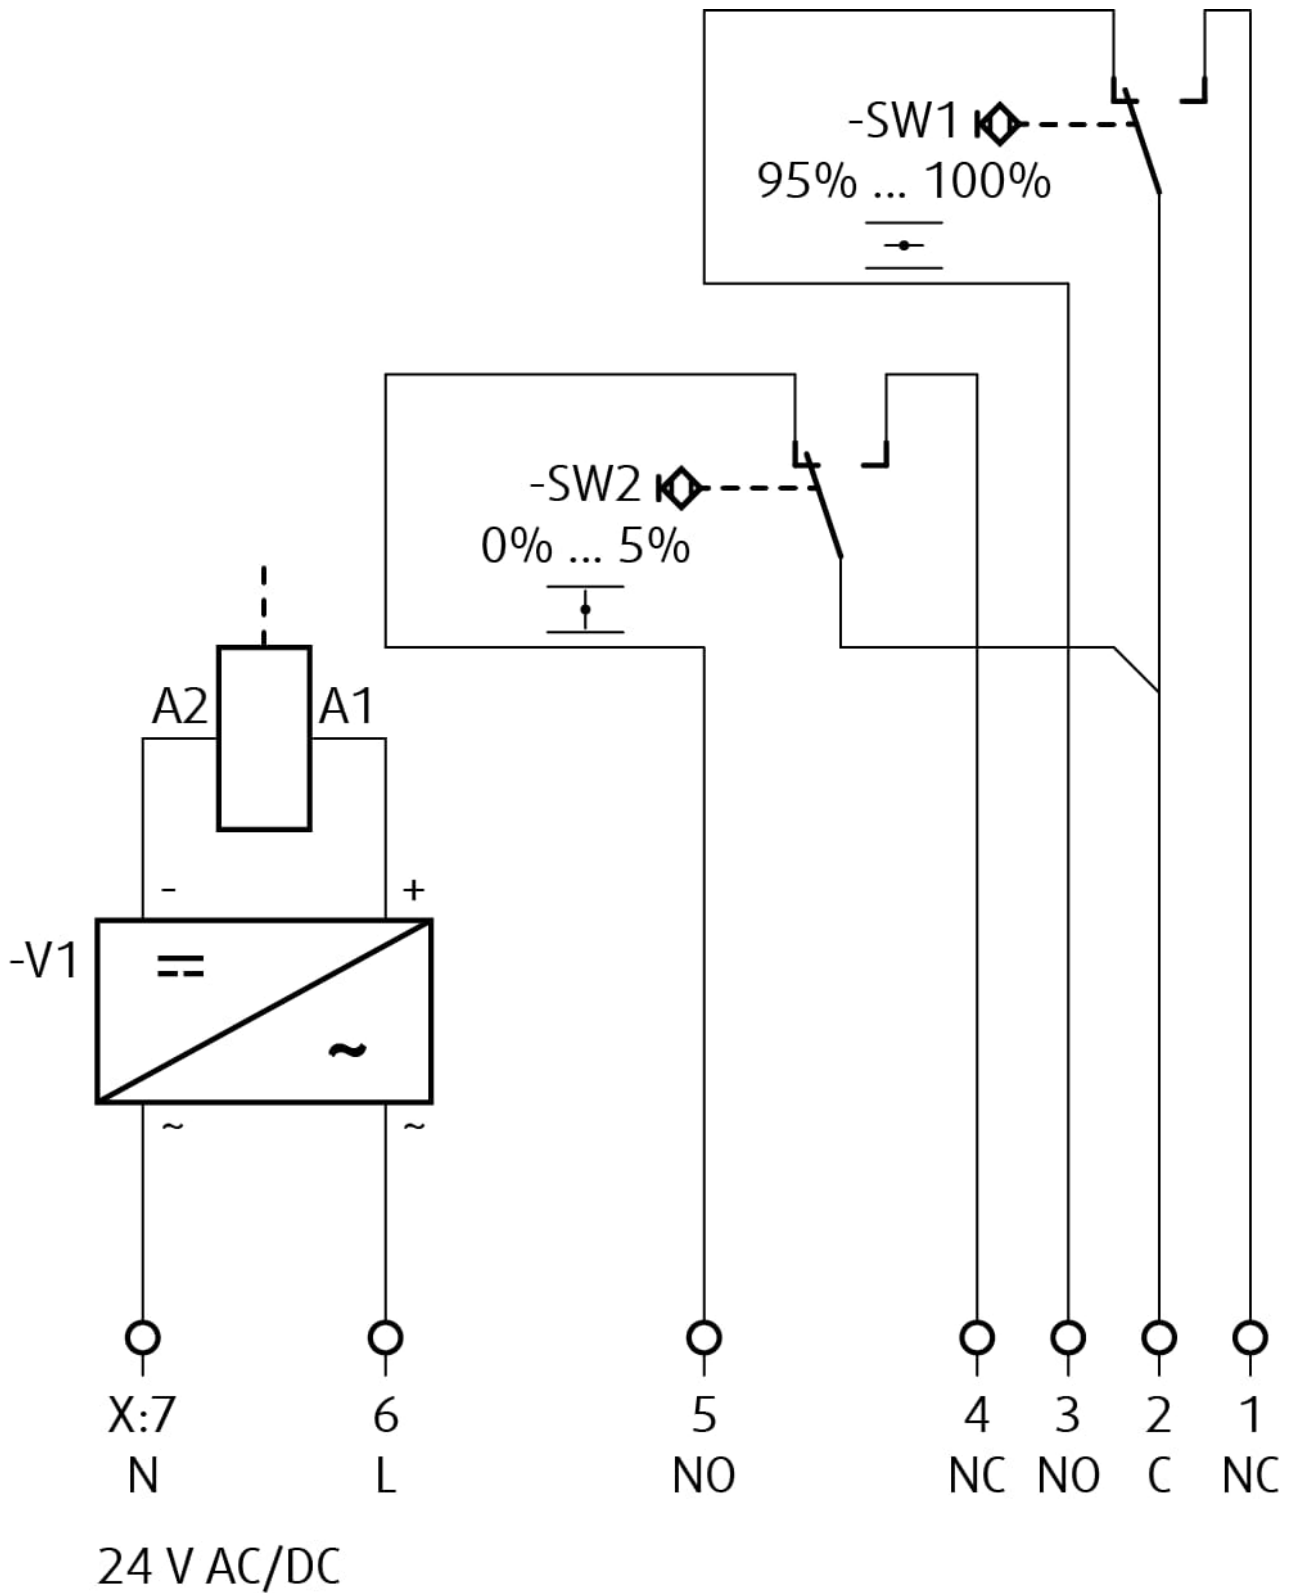 -SW1
95% ... 100%
-SW2
0% ... 5%
A2 A1
- +
-V1
~
~ ~
X:7 6 5 4 3 2 1
N L NO NC NO C NC
24 V AC/DC